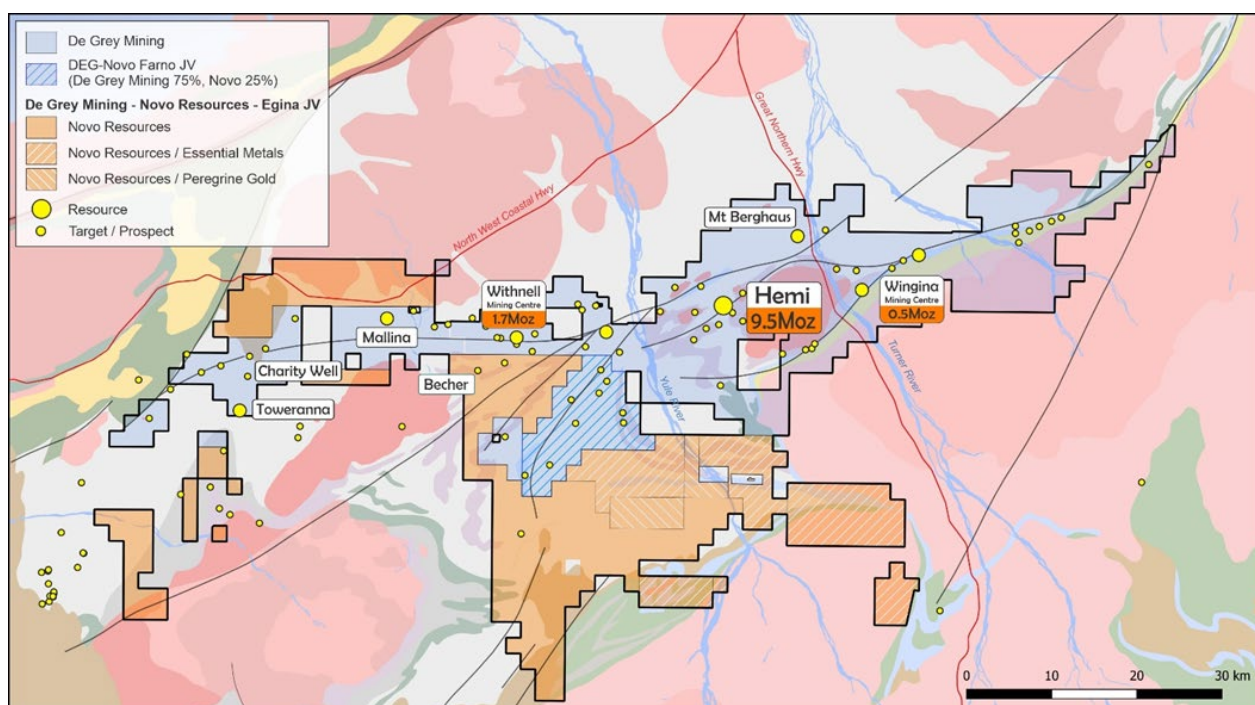 De Grey Mining
DEG-Novo Farno JV
(De Grey Mining 75%, Novo 25%)
De Grey Mining - Novo Resources - Egina JV
Novo Resources
Novo Resources / Essential Metals
Novo Resources / Peregrine Gold
Resource
Target / Prospect
North West Coastal Hwy
Great Northern Hwy
Mt Berghaus
Withnell
Mining Centre
1.7Moz
Hemi
9.5Moz
Wingina
Mining Centre
0.5Moz
Mallina
Charity Well
Becher
Toweranna
Yule River
Turner River
0 10 20 30 km